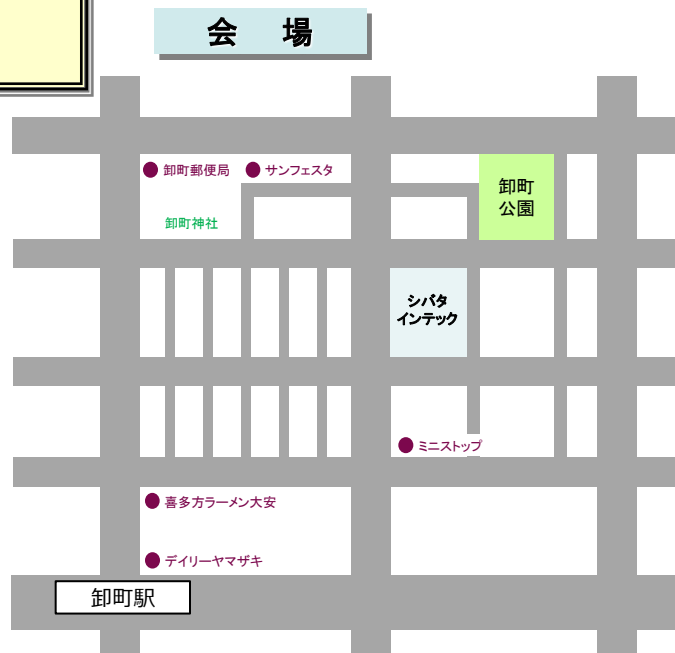 会 場
卸町郵便局
サンフェスタ
卸町
公園
卸町神社
シバタ
インテック
ミニストップ
喜多方ラーメン大安
デイリーヤマザキ
卸町駅